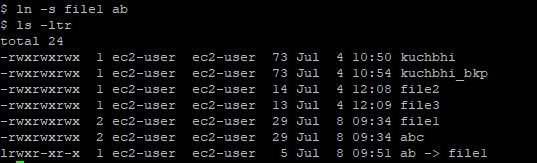 $ ln -s file1 ab
$ ls -ltr
total 24
-rwxrwxrwx  1 ec2-user  ec2-user  73 Jul  4 10:50 kuchbhi
-rwxrwxrwx  1 ec2-user  ec2-user  73 Jul  4 10:54 kuchbhi_bkp
-rwxrwxrwx  1 ec2-user  ec2-user  14 Jul  4 12:08 file2
-rwxrwxrwx  1 ec2-user  ec2-user  13 Jul  4 12:09 file3
-rwxrwxrwx  2 ec2-user  ec2-user  29 Jul  8 09:34 file1
-rwxrwxrwx  2 ec2-user  ec2-user  29 Jul  8 09:34 abc
lrwxr-xr-x  1 ec2-user  ec2-user   5 Jul  8 09:51 ab -> file1